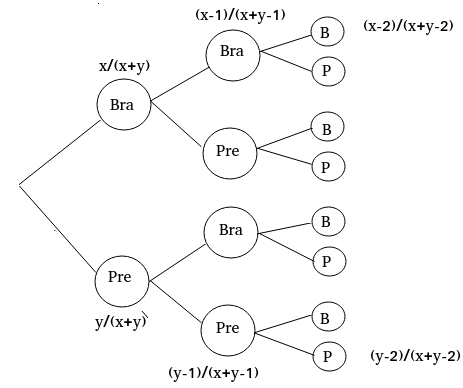 (x-1)/(x+y-1)
B
(x-2)/(x+y-2)
Bra
x/(x+y)
P
Bra
B
Pre
P
B
Bra
P
Pre
B
y/(x+y)
Pre
P
(y-2)/(x+y-2)
(y-1)/(x+y-1)